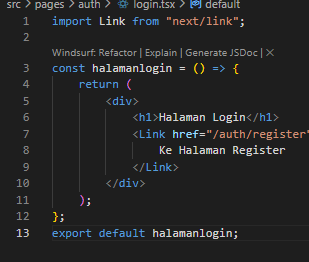 src > pages > auth > login.tsx > default
1 import Link from "next/link";
2
Windsurf: Refactor | Explain | Generate JSDoc | ×
3 const halamanlogin = () => {
4 return (
5 <div>
6 <h1>Halaman Login</h1>
7 <Link href="/auth/register"
8 Ke Halaman Register
9 </Link>
10 </div>
11 );
12 };
13 export default halamanlogin;